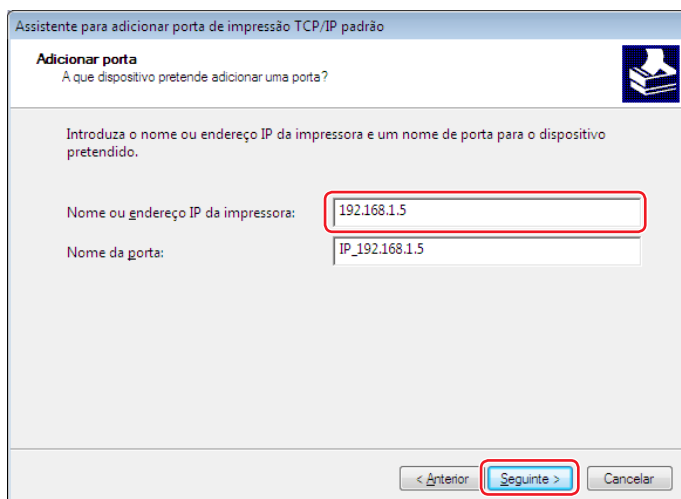 Assistente para adicionar porta de impressão TCP/IP padrão
Adicionar porta
A que dispositivo pretende adicionar uma porta?
Introduza o nome ou endereço IP da impressora e um nome de porta para o dispositivo
pretendido.
Nome ou endereço IP da impressora: 192.168.1.5
Nome da porta: IP_192.168.1.5
< Anterior Seguinte > Cancelar